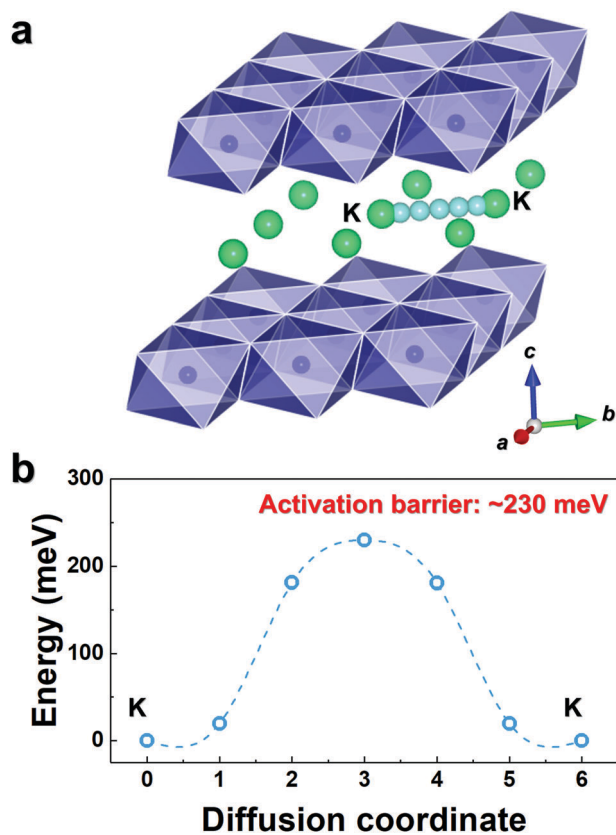 a
K
K
c
b
a
b
300
Activation barrier: ~230 meV
200
Energy (meV)
100
K
K
0
0 1 2 3 4 5 6
Diffusion coordinate